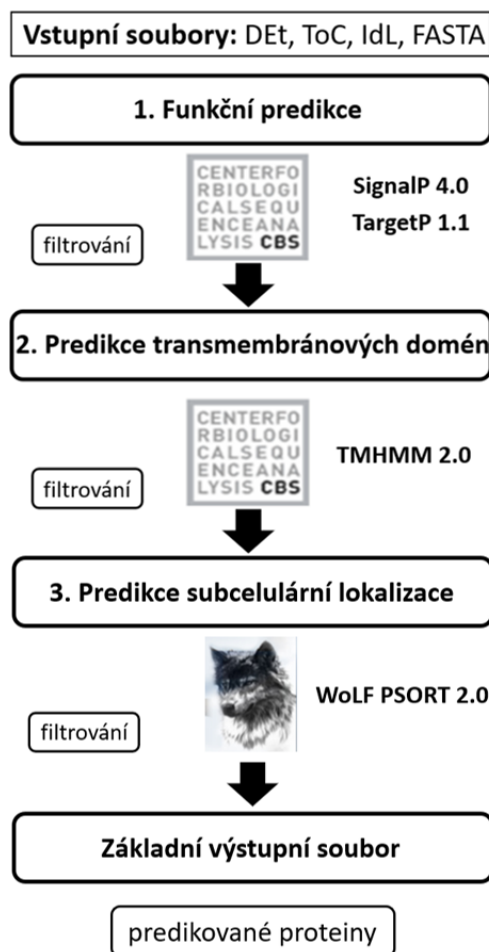 Vstupní soubory: DEt, ToC, IdL, FASTA
1. Funkční predikce
CENTERFO
RBIOLOGI
CALSEQU
ENCEANA
LYSIS CBS
SignalP 4.0
TargetP 1.1
filtrování
2. Predikce transmembránových domén
CENTERFO
RBIOLOGI
CALSEQU
ENCEANA
LYSIS CBS
TMHMM 2.0
filtrování
3. Predikce subcelulární lokalizace
WoLF PSORT 2.0
filtrování
Základní výstupní soubor
predikované proteiny